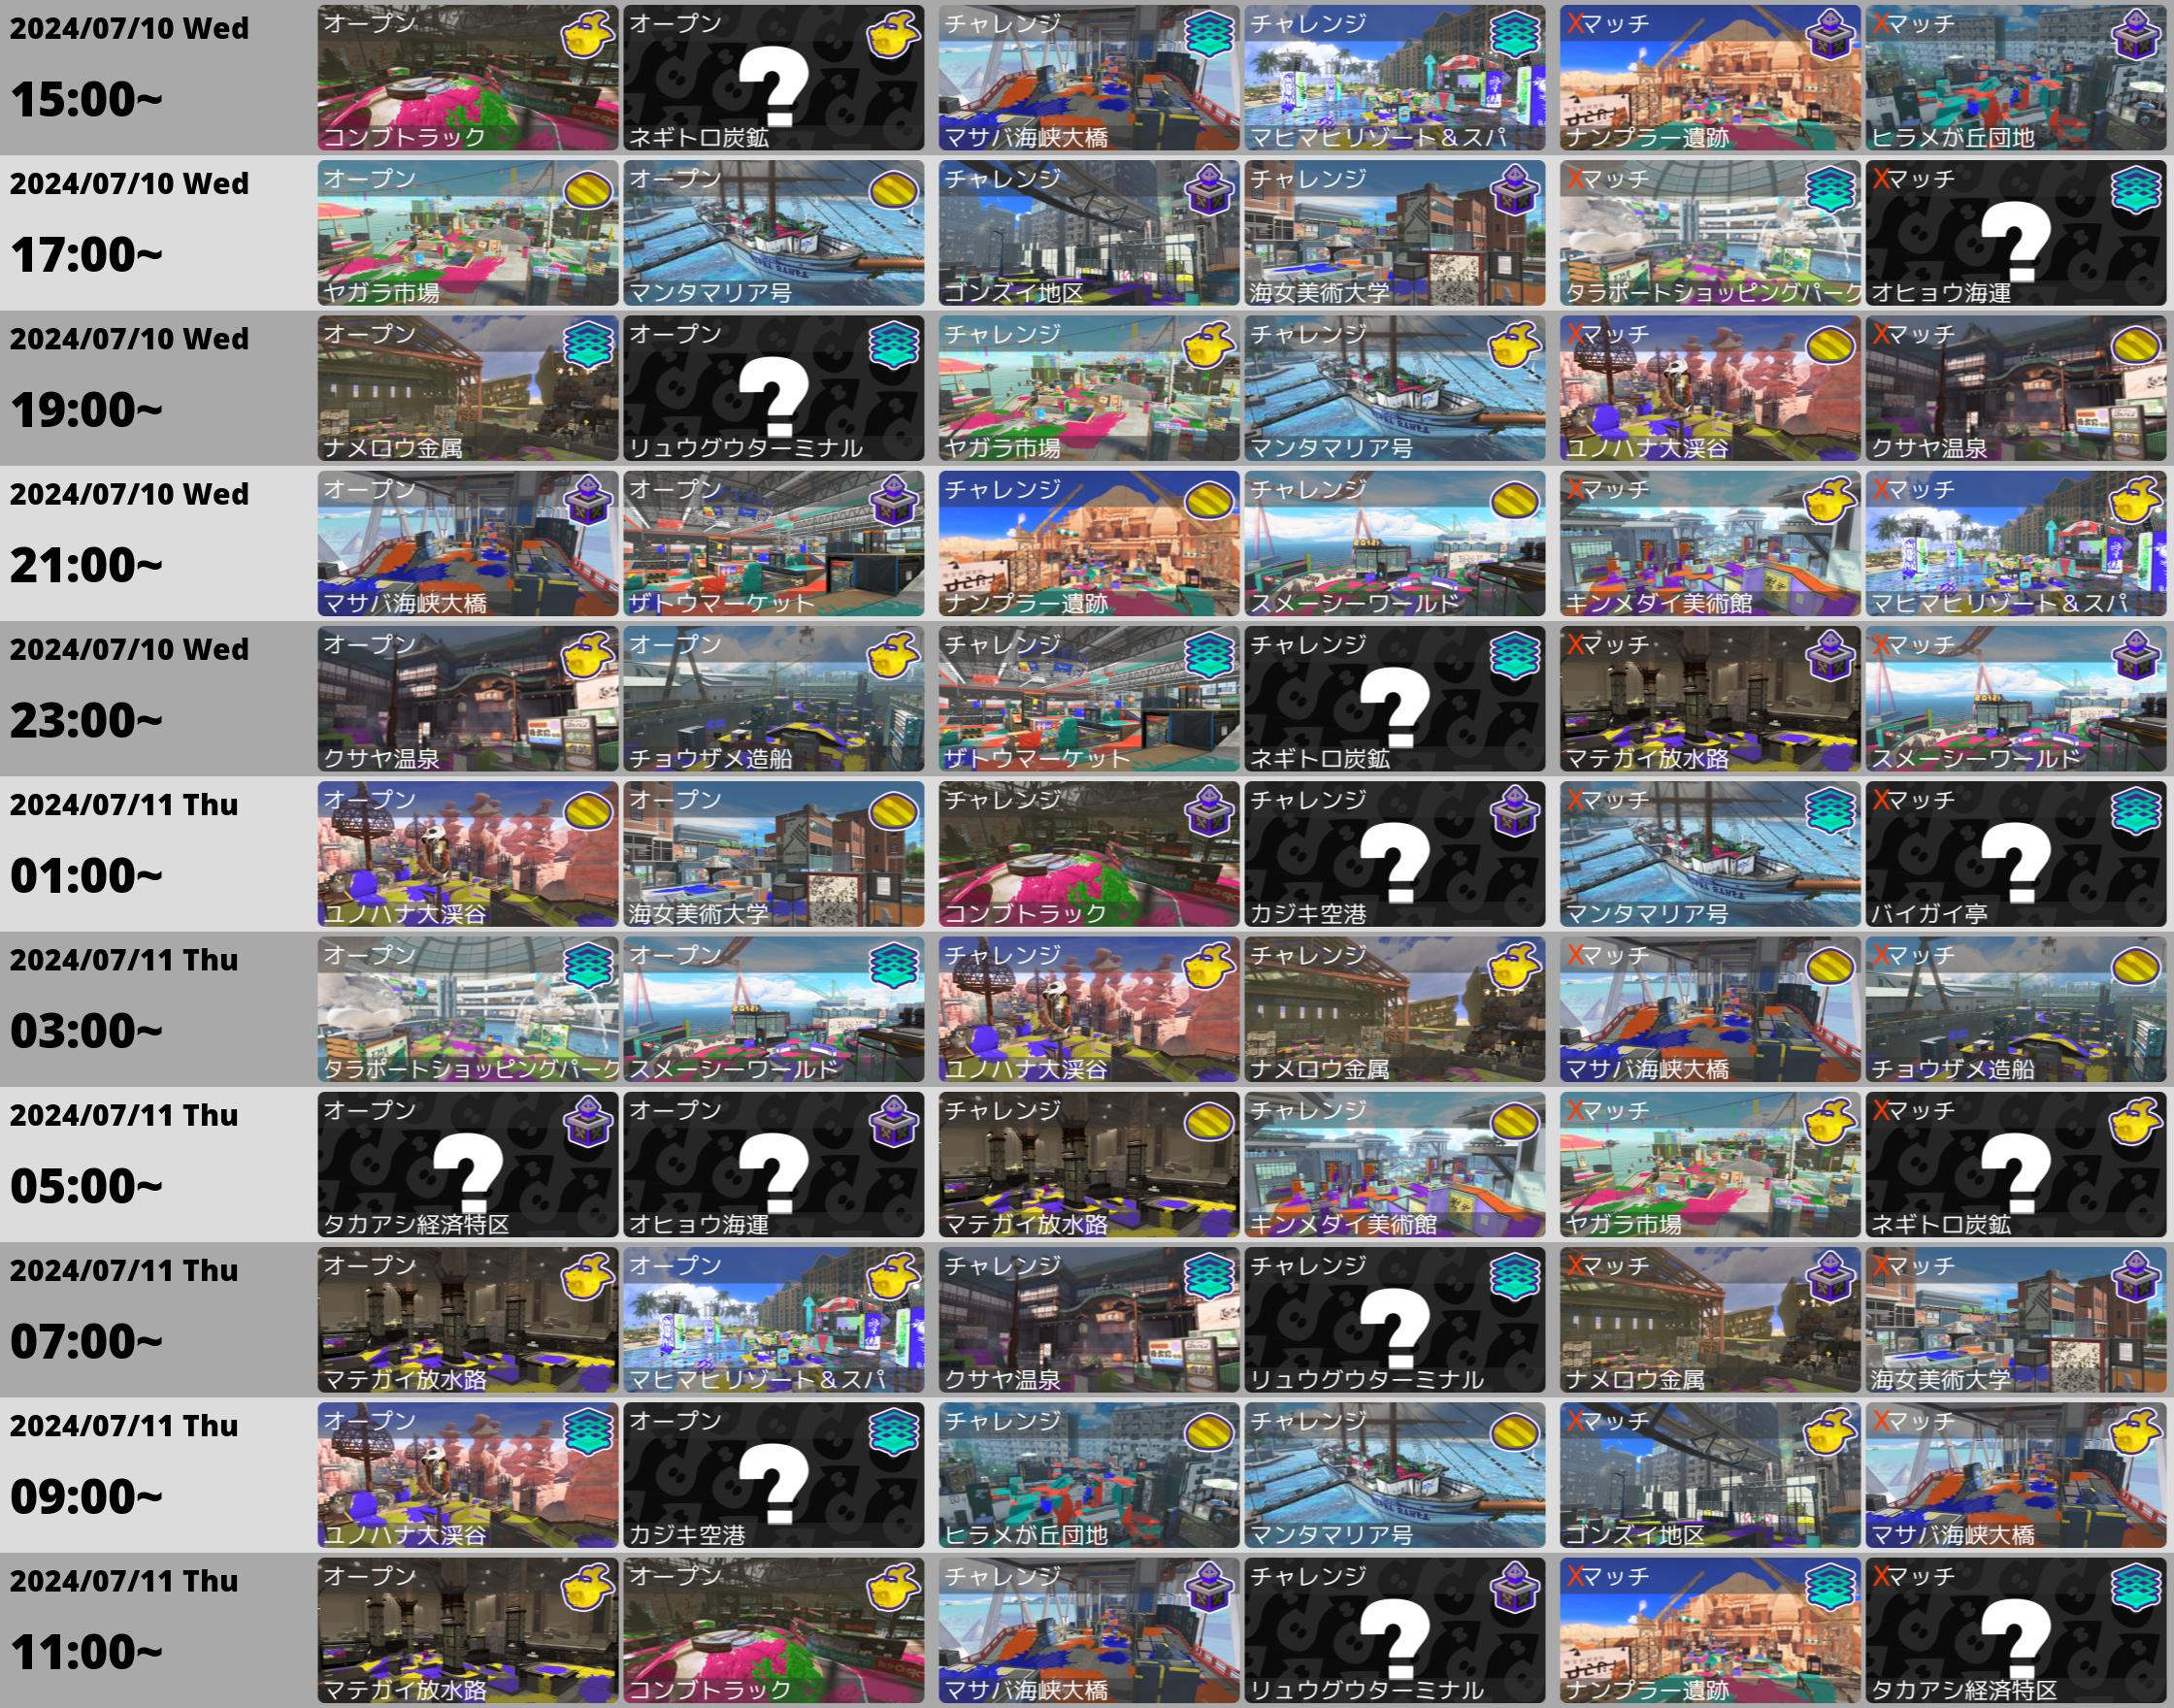 2024/07/10 Wed
15:00~
オープン
コンブトラック
オープン
ネギトロ炭鉱
チャレンジ
マサバ海峡大橋
チャレンジ
マヒマヒリゾート＆スパ
Xマッチ
ナンプラー遺跡
Xマッチ
ヒラメが丘団地
2024/07/10 Wed
17:00~
オープン
ヤガラ市場
オープン
マンタマリア号
チャレンジ
ゴンズイ地区
チャレンジ
海女美術大学
Xマッチ
タラポートショッピングパーク
Xマッチ
オヒョウ海運
2024/07/10 Wed
19:00~
オープン
ナメロウ金属
オープン
リュウグウターミナル
チャレンジ
ヤガラ市場
チャレンジ
マンタマリア号
Xマッチ
ユノハナ大渓谷
Xマッチ
クサヤ温泉
2024/07/10 Wed
21:00~
オープン
マサバ海峡大橋
オープン
ザトウマーケット
チャレンジ
ナンプラー遺跡
チャレンジ
スメーシーワールド
Xマッチ
キンメダイ美術館
Xマッチ
マヒマヒリゾート＆スパ
2024/07/10 Wed
23:00~
オープン
クサヤ温泉
オープン
チョウザメ造船
チャレンジ
ザトウマーケット
チャレンジ
ネギトロ炭鉱
Xマッチ
マテガイ放水路
Xマッチ
スメーシーワールド
2024/07/11 Thu
01:00~
オープン
ユノハナ大渓谷
オープン
海女美術大学
チャレンジ
コンブトラック
チャレンジ
カジキ空港
Xマッチ
マンタマリア号
Xマッチ
バイガイ亭
2024/07/11 Thu
03:00~
オープン
タラポートショッピングパーク
オープン
スメーシーワールド
チャレンジ
ユノハナ大渓谷
チャレンジ
ナメロウ金属
Xマッチ
マサバ海峡大橋
Xマッチ
チョウザメ造船
2024/07/11 Thu
05:00~
オープン
タカアシ経済特区
オープン
オヒョウ海運
チャレンジ
マテガイ放水路
チャレンジ
キンメダイ美術館
Xマッチ
ヤガラ市場
Xマッチ
ネギトロ炭鉱
2024/07/11 Thu
07:00~
オープン
マテガイ放水路
オープン
マヒマヒリゾート＆スパ
チャレンジ
クサヤ温泉
チャレンジ
リュウグウターミナル
Xマッチ
ナメロウ金属
Xマッチ
海女美術大学
2024/07/11 Thu
09:00~
オープン
ユノハナ大渓谷
オープン
カジキ空港
チャレンジ
ヒラメが丘団地
チャレンジ
マンタマリア号
Xマッチ
ゴンズイ地区
Xマッチ
マサバ海峡大橋
2024/07/11 Thu
11:00~
オープン
マテガイ放水路
オープン
コンブトラック
チャレンジ
マサバ海峡大橋
チャレンジ
リュウグウターミナル
Xマッチ
ナンプラー遺跡
Xマッチ
タカアシ経済特区